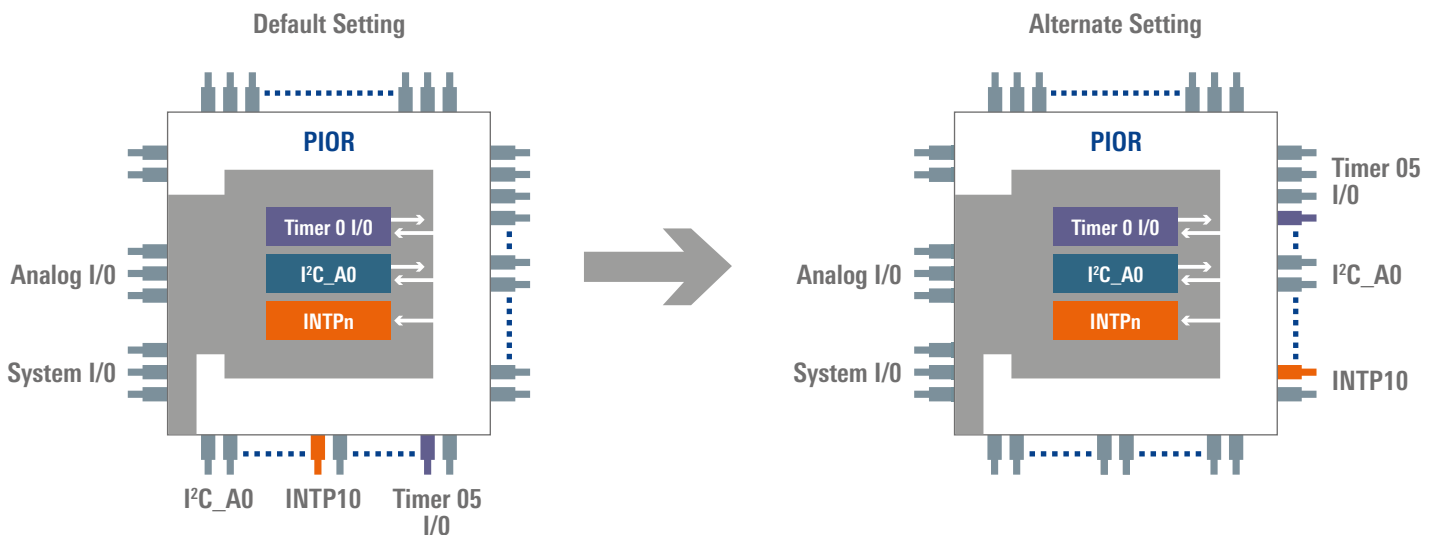 Default Setting
PIOR
Timer 0 I/0
I²C_A0
INTPn
Analog I/0
System I/0
I²C_A0
INTP10
Timer 05
I/0
Alternate Setting
PIOR
Timer 0 I/0
I²C_A0
INTPn
Analog I/0
System I/0
Timer 05
I/0
I²C_A0
INTP10